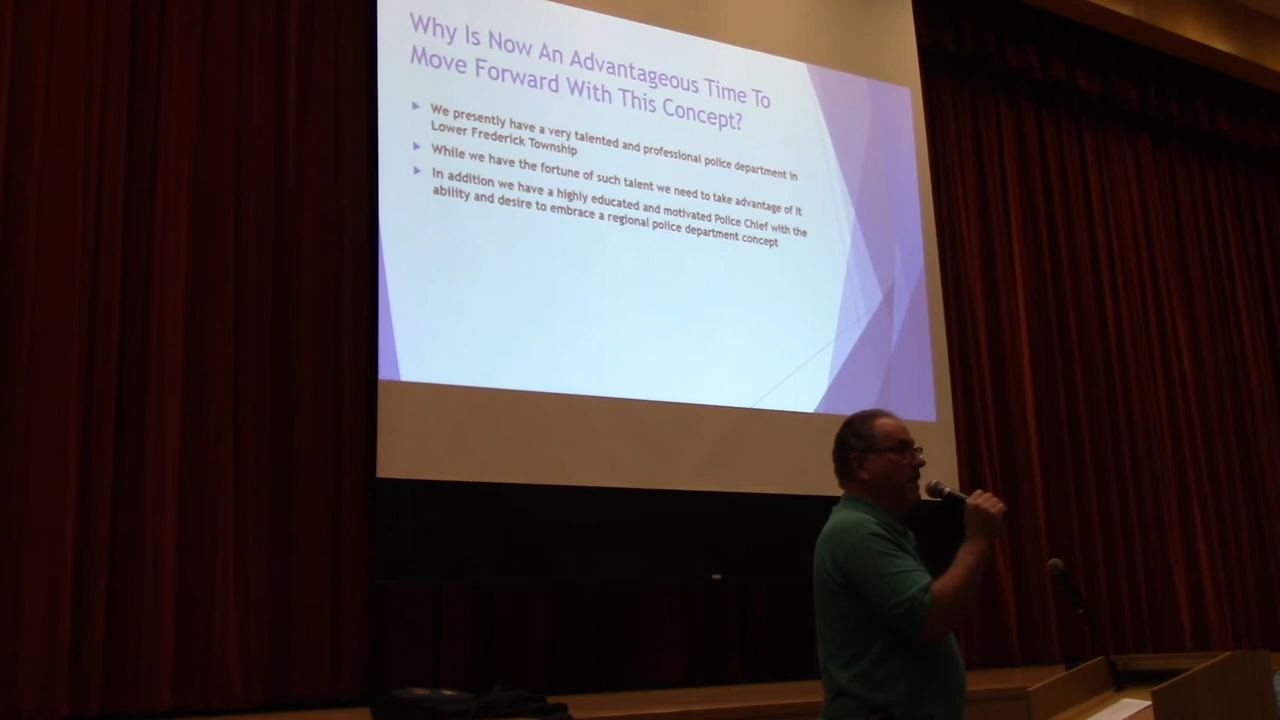 Why Is Now An Advantageous Time To
Move Forward With This Concept?
We presently have a very talented and professional police department in
Lower Frederick Township
While we have the fortune of such talent we need to take advantage of it
In addition we have a highly educated and motivated Police Chief with the
ability and desire to embrace a regional police department concept